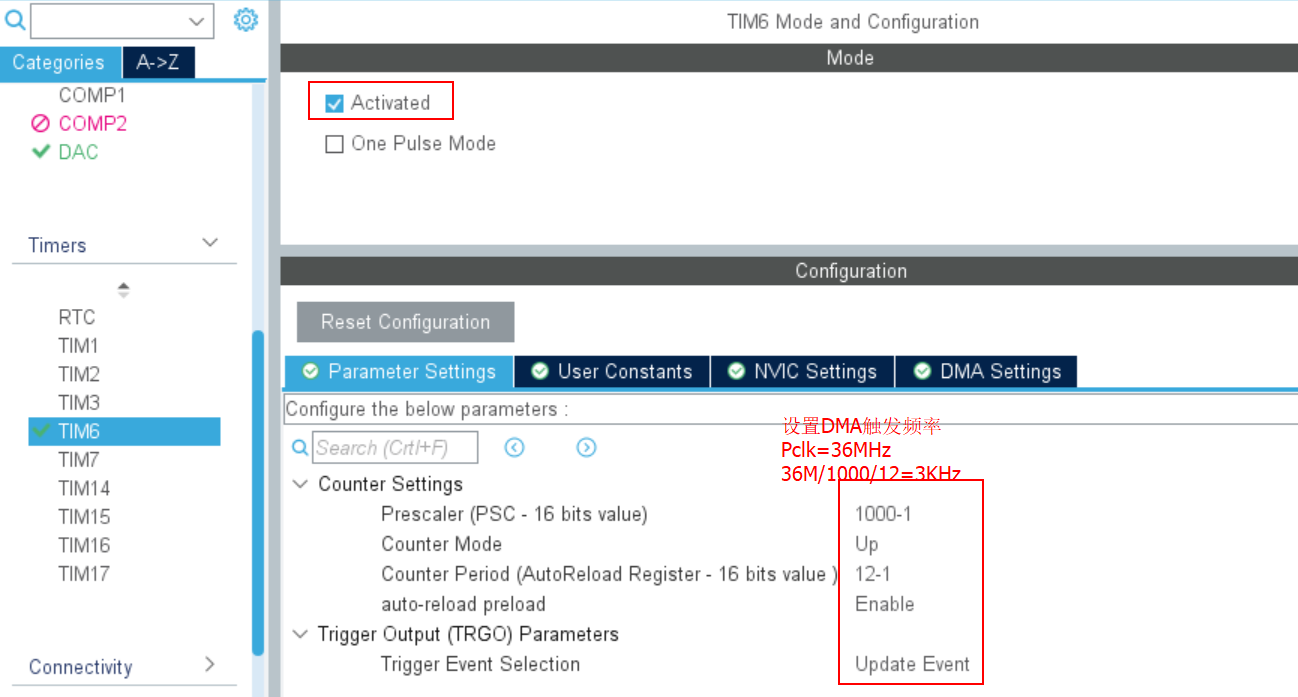 TIM6 Mode and Configuration
Categories
A->Z
COMP1
COMP2
DAC
Timers
RTC
TIM1
TIM2
TIM3
TIM6
TIM7
TIM14
TIM15
TIM16
TIM17
Connectivity
Mode
Activated
One Pulse Mode
Configuration
Reset Configuration
Parameter Settings
User Constants
NVIC Settings
DMA Settings
Configure the below parameters :
Search (Crtl+F)
设置DMA触发频率
Pclk=36MHz
36M/1000/12=3KHz
Counter Settings
Prescaler (PSC - 16 bits value) 1000-1
Counter Mode Up
Counter Period (AutoReload Register - 16 bits value ) 12-1
auto-reload preload Enable
Trigger Output (TRGO) Parameters
Trigger Event Selection Update Event